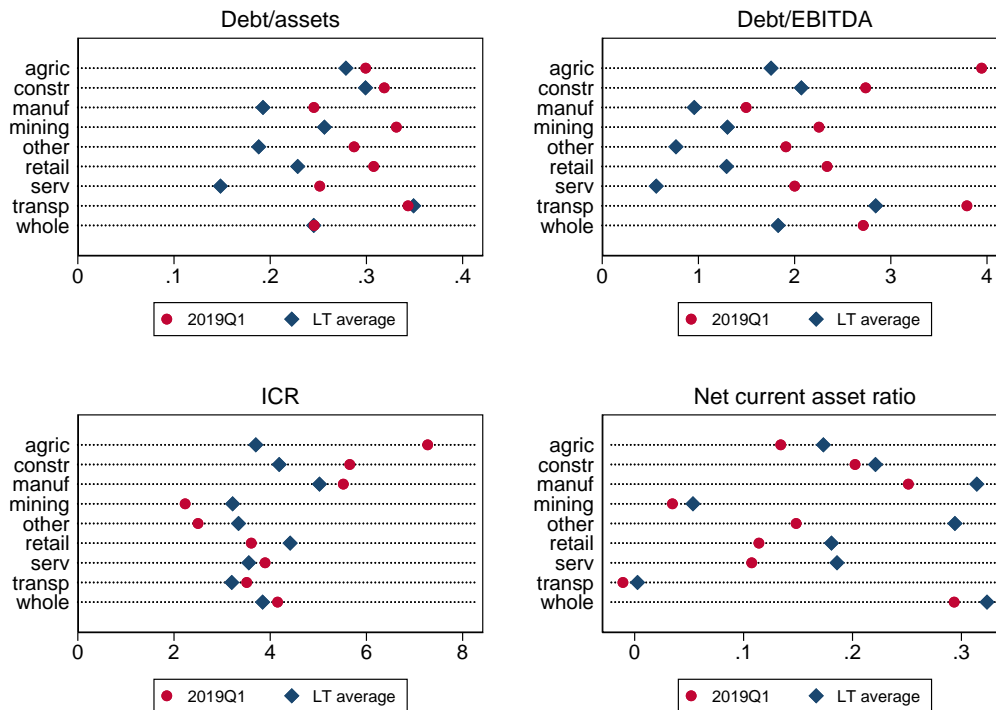 Debt/assets
agric
constr
manuf
mining
other
retail
serv
transp
whole
0 .1 .2 .3 .4
2019Q1 LT average
Debt/EBITDA
agric
constr
manuf
mining
other
retail
serv
transp
whole
0 1 2 3 4
2019Q1 LT average
ICR
agric
constr
manuf
mining
other
retail
serv
transp
whole
0 2 4 6 8
2019Q1 LT average
Net current asset ratio
agric
constr
manuf
mining
other
retail
serv
transp
whole
0 .1 .2 .3
2019Q1 LT average